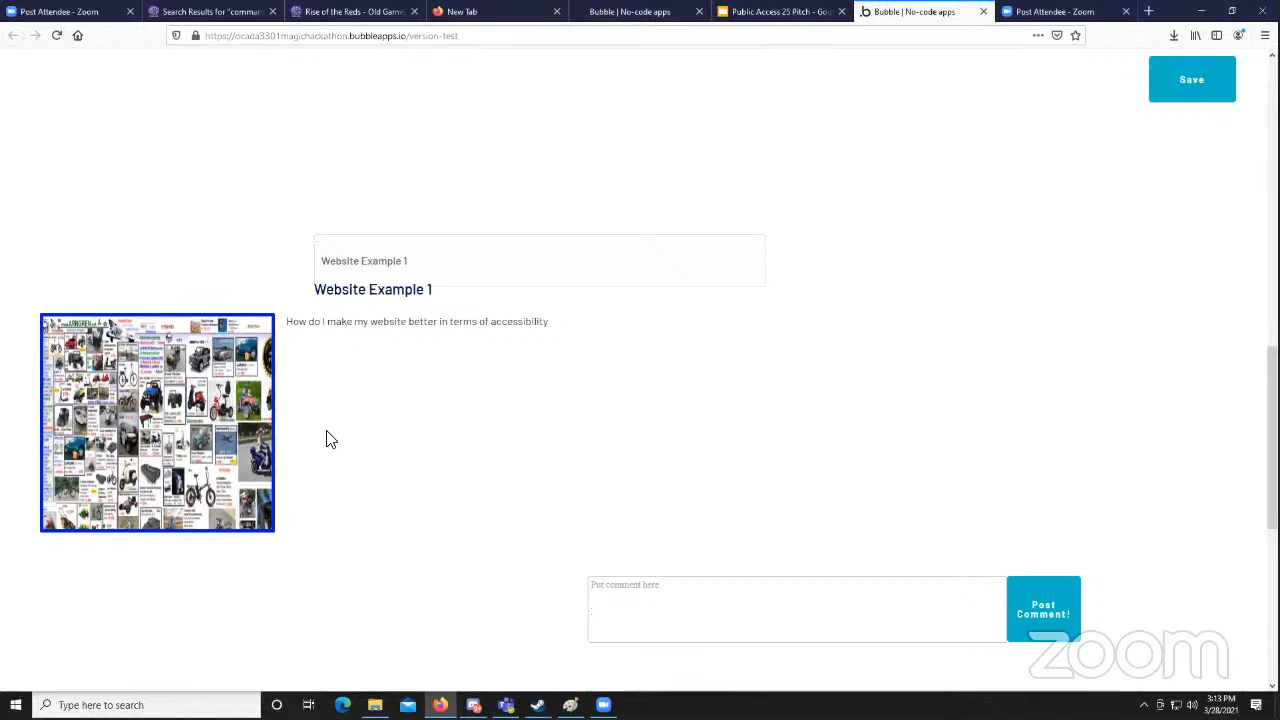 Post Attendee - Zoom
Search Results for "comman
Rise of the Reds - Old Game
New Tab
Bubble | No-code apps
Public Access 25 Pitch - Goo
Bubble | No-code apps
Post Attendee - Zoom
https://cicada3301magichackathon.bubbleapps.io/version-test
Save
Website Example 1
Website Example 1
How do I make my website better in terms of accessibility
ARNGREN
Put comment here
Post
Comment!
zoom
Type here to search
3:13 PM
3/28/2021